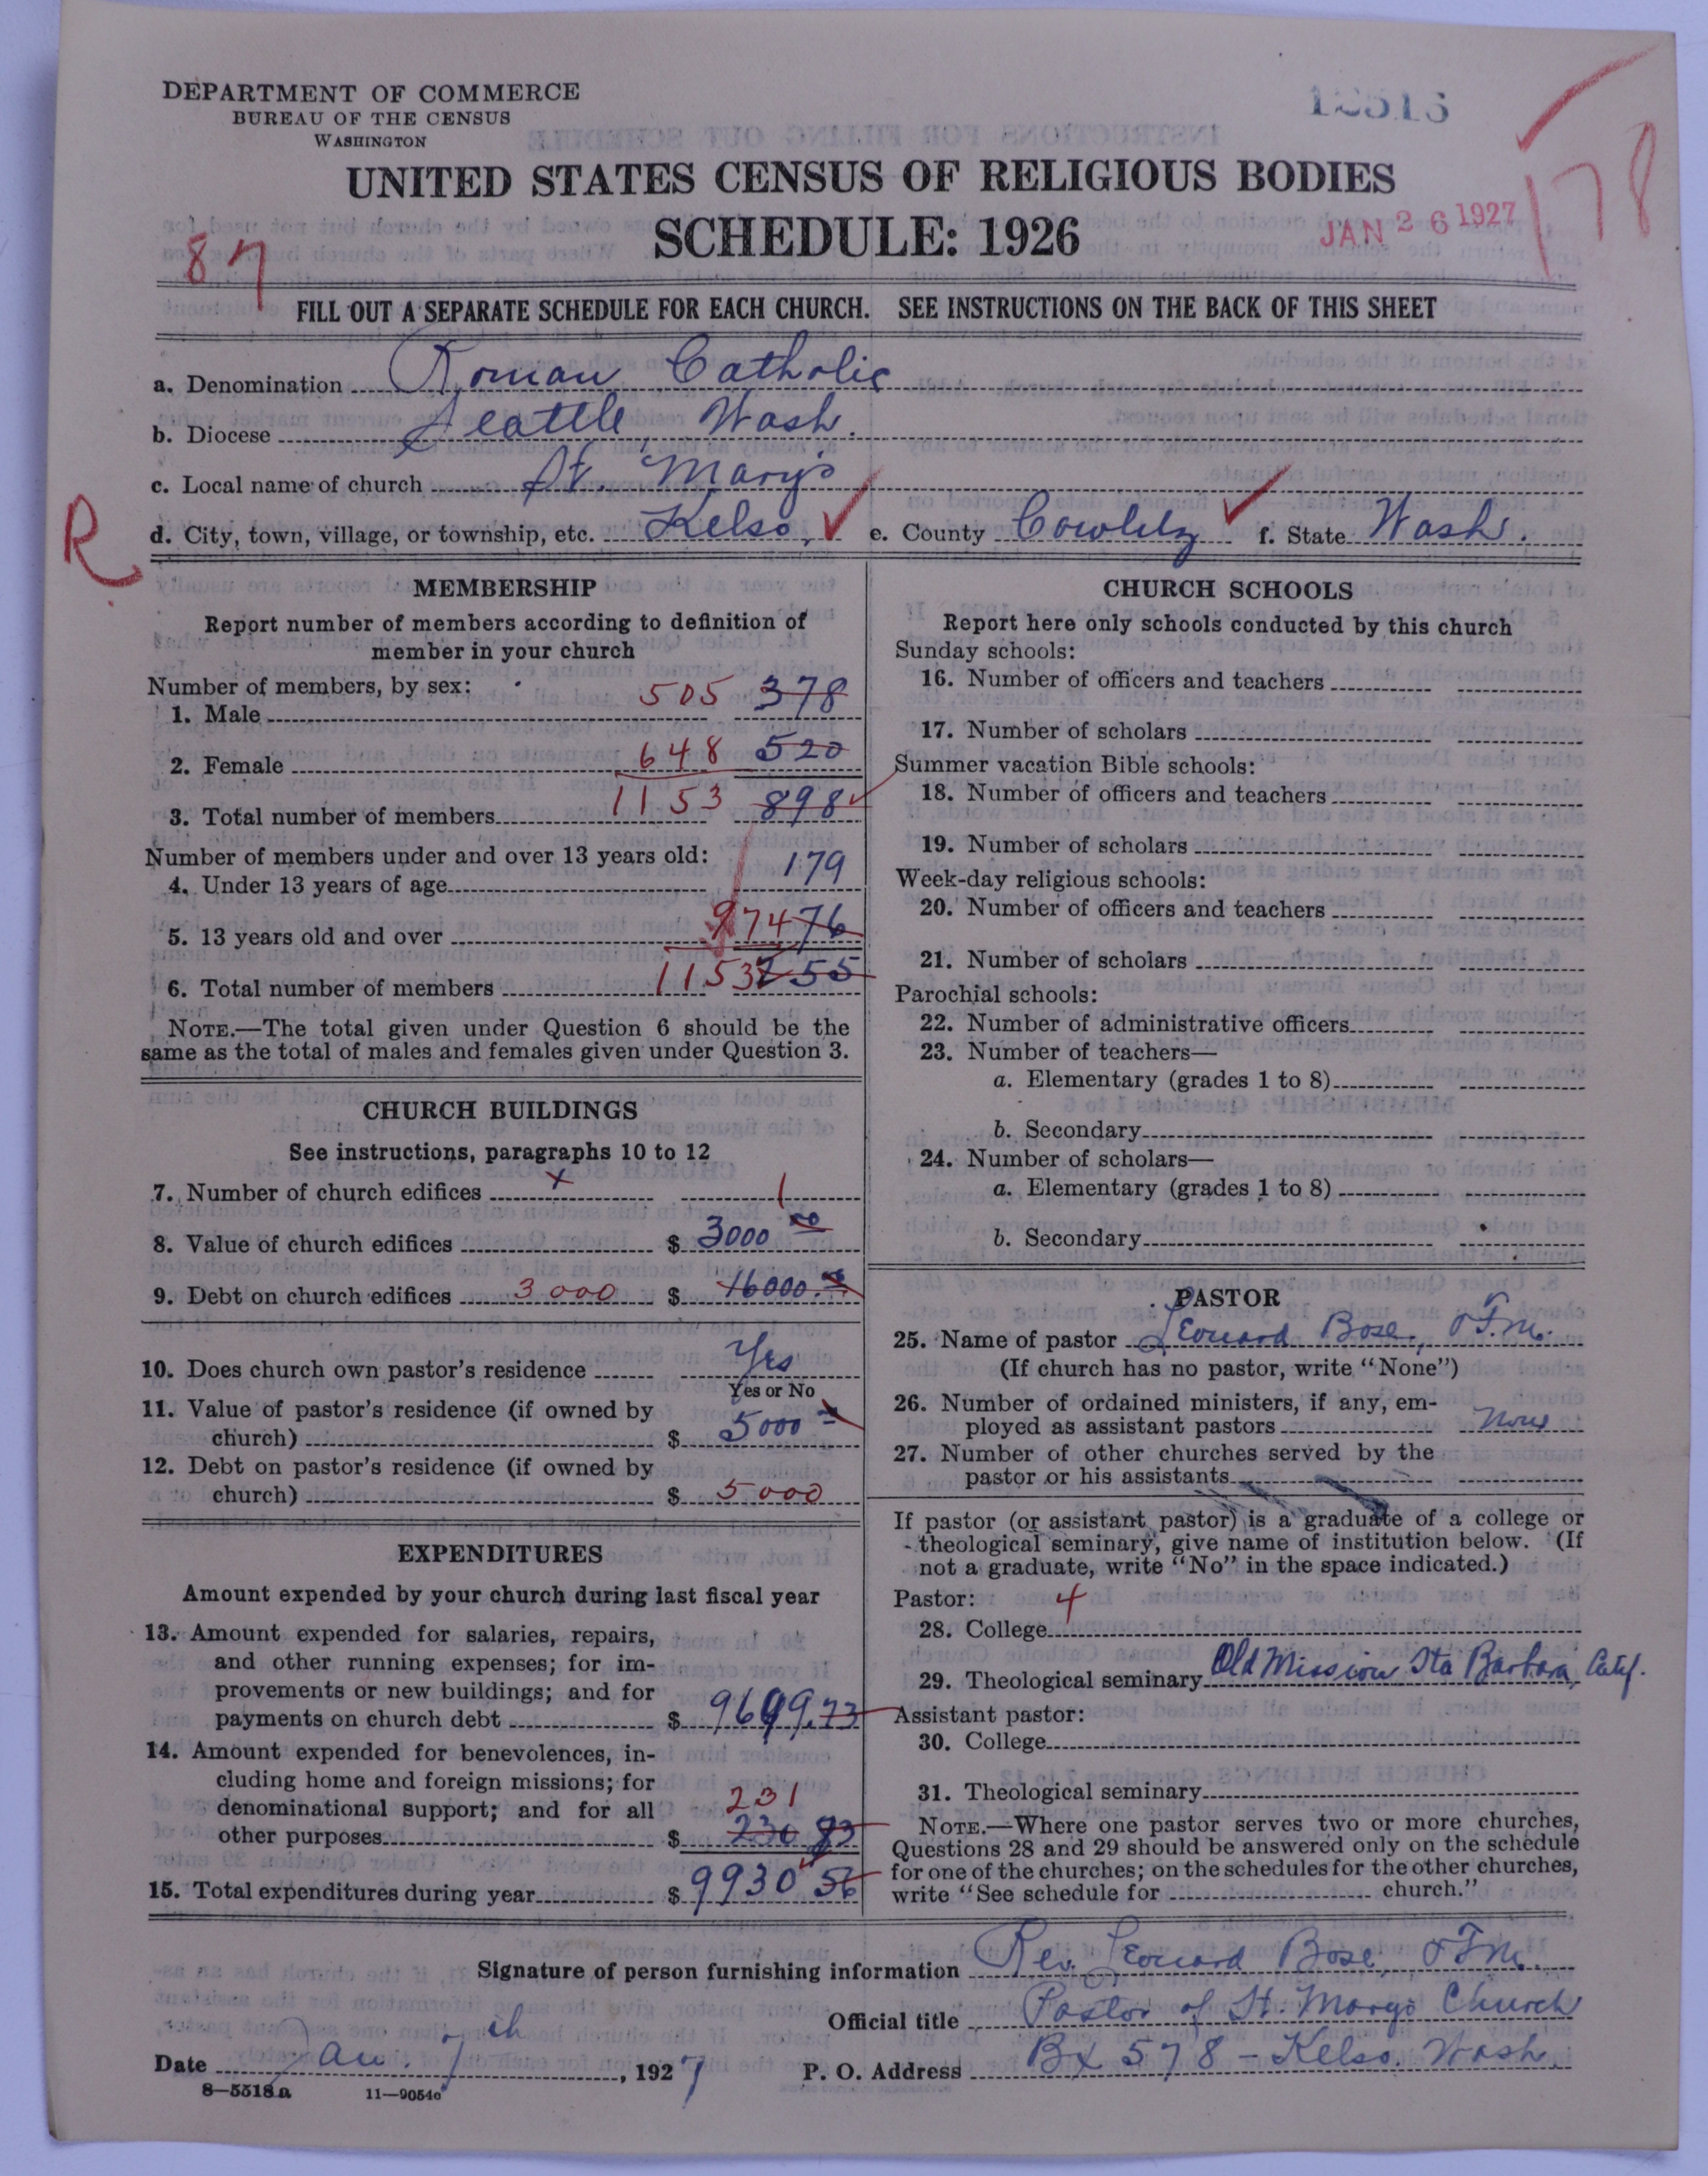 DEPARTMENT OF COMMERCE
BUREAU OF THE CENSUS
WASHINGTON
UNITED STATES CENSUS OF RELIGIOUS BODIES
SCHEDULE: 1926
JAN 26 1927
178
87
FILL OUT A SEPARATE SCHEDULE FOR EACH CHURCH. SEE INSTRUCTIONS ON THE BACK OF THIS SHEET
a. Denomination Roman Catholic
b. Diocese Seattle, Wash.
c. Local name of church St. Mary's
R
d. City, town, village, or township, etc. Kelso, e. County Cowlitz f. State Wash.
MEMBERSHIP
Report number of members according to definition of
member in your church
Number of members, by sex:
1. Male 505 378
2. Female 648 520
3. Total number of members 1153 898
Number of members under and over 13 years old:
4. Under 13 years of age 179
5. 13 years old and over 974 76
6. Total number of members 1153 255
NOTE.—The total given under Question 6 should be the
same as the total of males and females given under Question 3.
CHURCH BUILDINGS
See instructions, paragraphs 10 to 12
7. Number of church edifices x 1
8. Value of church edifices $ 3000 00
9. Debt on church edifices 3000 $ 16000.00
10. Does church own pastor's residence Yes
Yes or No
11. Value of pastor's residence (if owned by
church) $ 5000
12. Debt on pastor's residence (if owned by
church) $ 5000
EXPENDITURES
Amount expended by your church during last fiscal year
13. Amount expended for salaries, repairs,
and other running expenses; for im-
provements or new buildings; and for
payments on church debt $ 9699.73
14. Amount expended for benevolences, in-
cluding home and foreign missions; for
denominational support; and for all 231
other purposes $ 230 83
15. Total expenditures during year $ 9930 56
CHURCH SCHOOLS
Report here only schools conducted by this church
Sunday schools:
16. Number of officers and teachers
17. Number of scholars
Summer vacation Bible schools:
18. Number of officers and teachers
19. Number of scholars
Week-day religious schools:
20. Number of officers and teachers
21. Number of scholars
Parochial schools:
22. Number of administrative officers
23. Number of teachers—
a. Elementary (grades 1 to 8)
b. Secondary
24. Number of scholars—
a. Elementary (grades 1 to 8)
b. Secondary
PASTOR
25. Name of pastor Leonard Bose, O.F.M.
(If church has no pastor, write "None")
26. Number of ordained ministers, if any, em-
ployed as assistant pastors None
27. Number of other churches served by the
pastor or his assistants
If pastor (or assistant pastor) is a graduate of a college or
theological seminary, give name of institution below. (If
not a graduate, write "No" in the space indicated.)
Pastor: 4
28. College
29. Theological seminary Old Mission Sta Barbara, Calif.
Assistant pastor:
30. College
31. Theological seminary
NOTE.—Where one pastor serves two or more churches,
Questions 28 and 29 should be answered only on the schedule
for one of the churches; on the schedules for the other churches,
write "See schedule for church."
Signature of person furnishing information Rev. Leonard Bose, O.F.M.
Official title Pastor of St. Mary's Church
Date Jan. 7th, 1927 P. O. Address Bx 578 - Kelso. Wash.
8—5518a 11—9054c